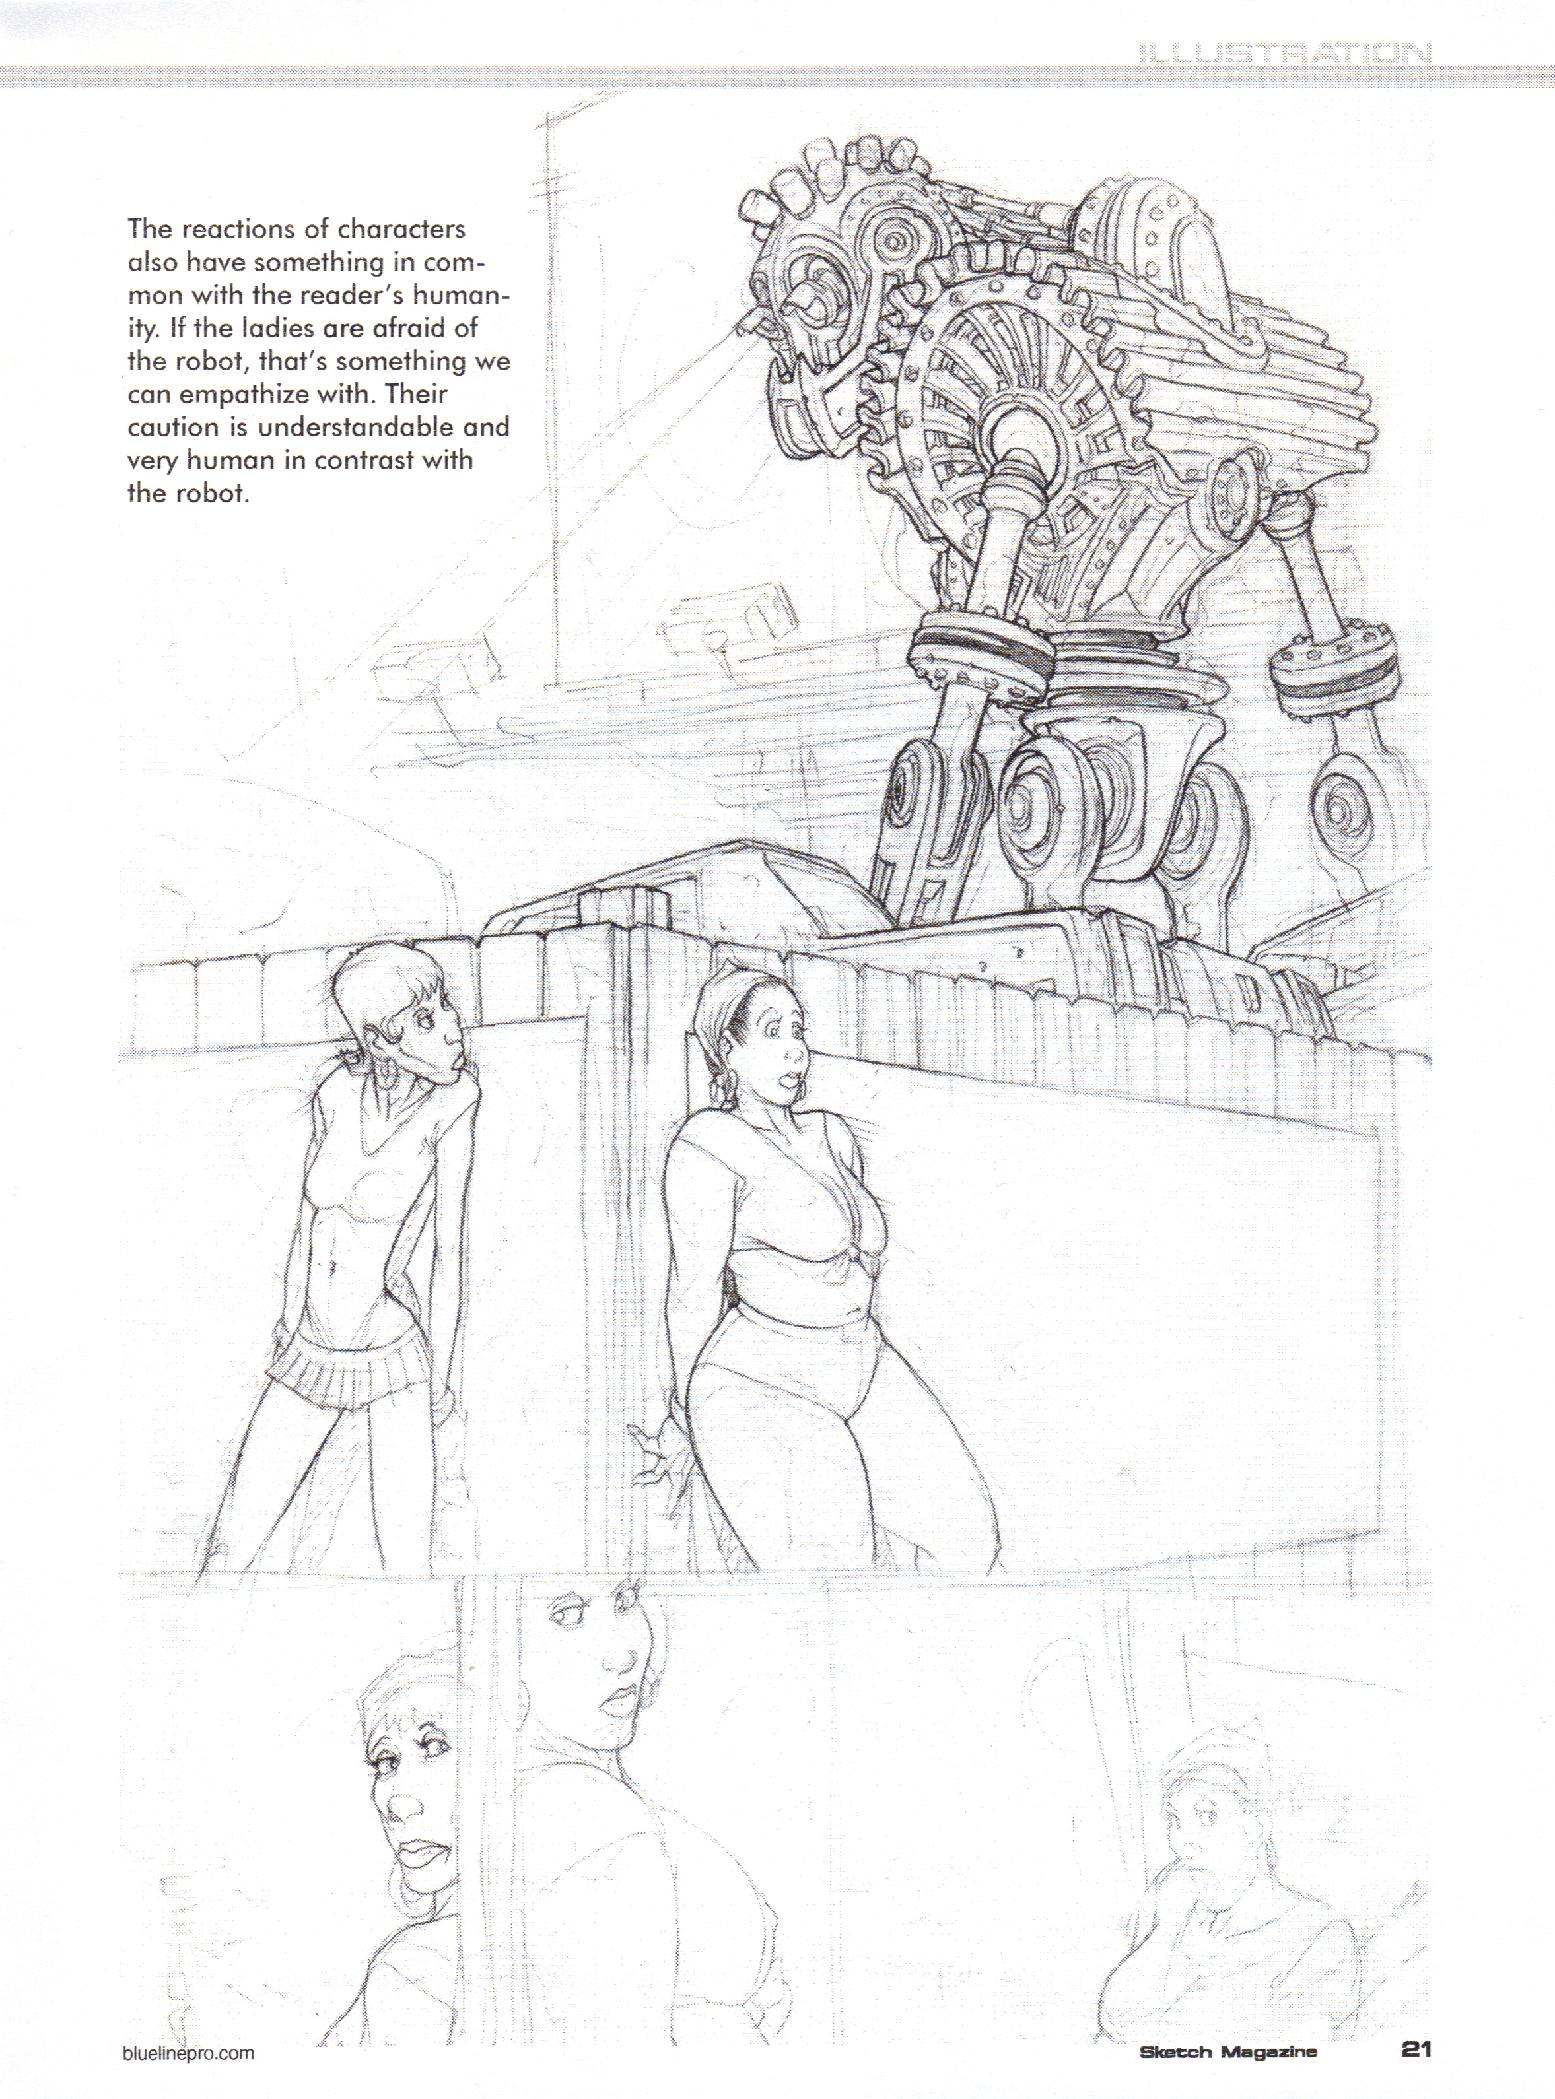 ILLUSTRATION
The reactions of characters
also have something in com-
mon with the reader's human-
ity. If the ladies are afraid of
the robot, that's something we
can empathize with. Their
caution is understandable and
very human in contrast with
the robot.
bluelinepro.com
Sketch Magazine 21